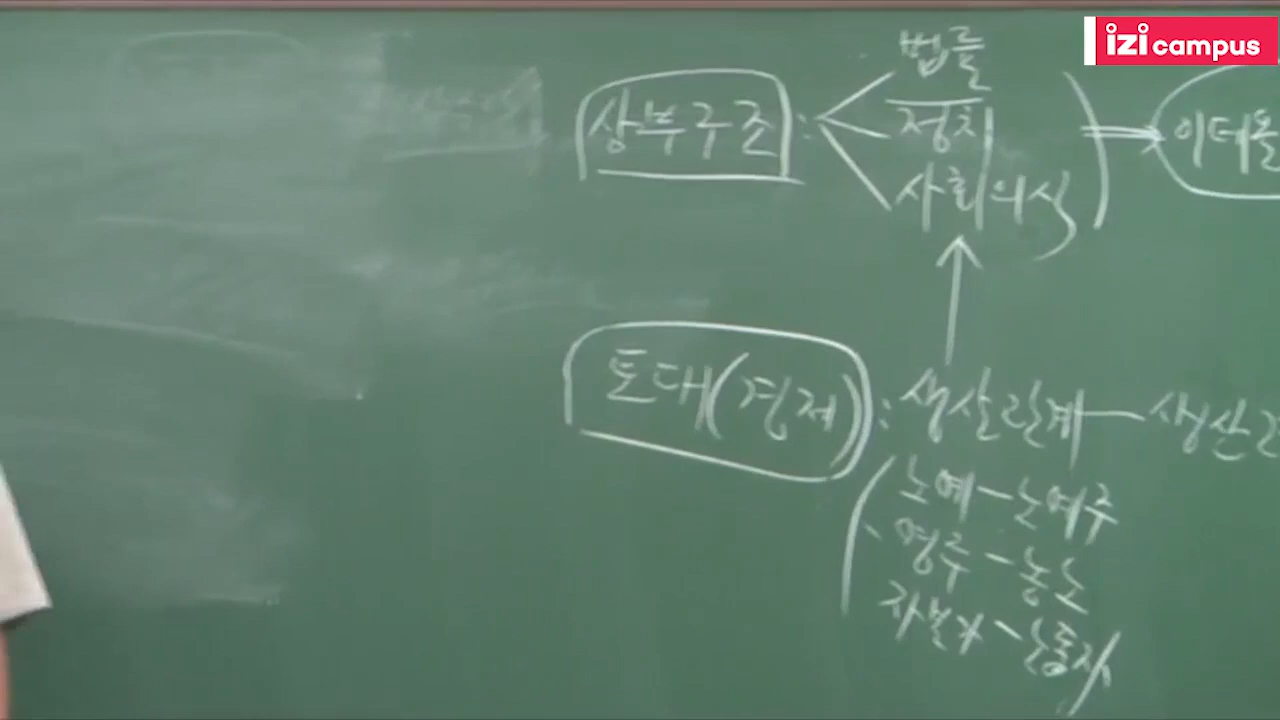 izi campus
법률
상부구조 : 정치 ⇒ 이데올
사회의식
↑
토대(경제) : 생산관계 — 생산
노예 - 노예주
영주 - 농노
자본가 - 노동자